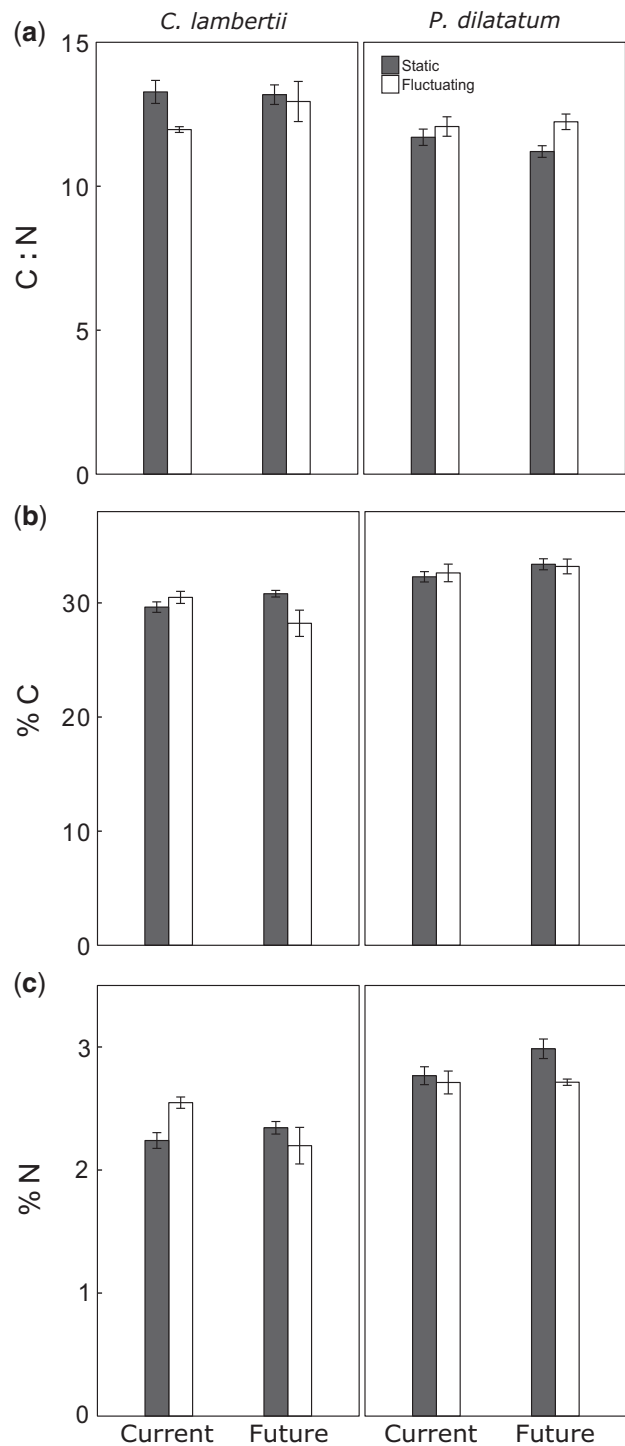 (a)
C. lambertii
P. dilatatum
Static
Fluctuating
15
10
5
0
C : N
(b)
30
20
10
0
% C
(c)
3
2
1
0
% N
Current Future
Current Future